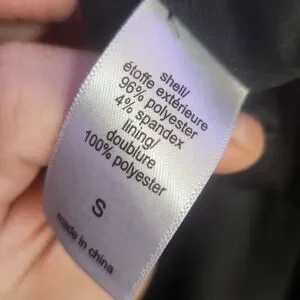 shell/
étoffe extérieure
96% polyester
4% spandex
lining/
doublure
100% polyester
S
made in china